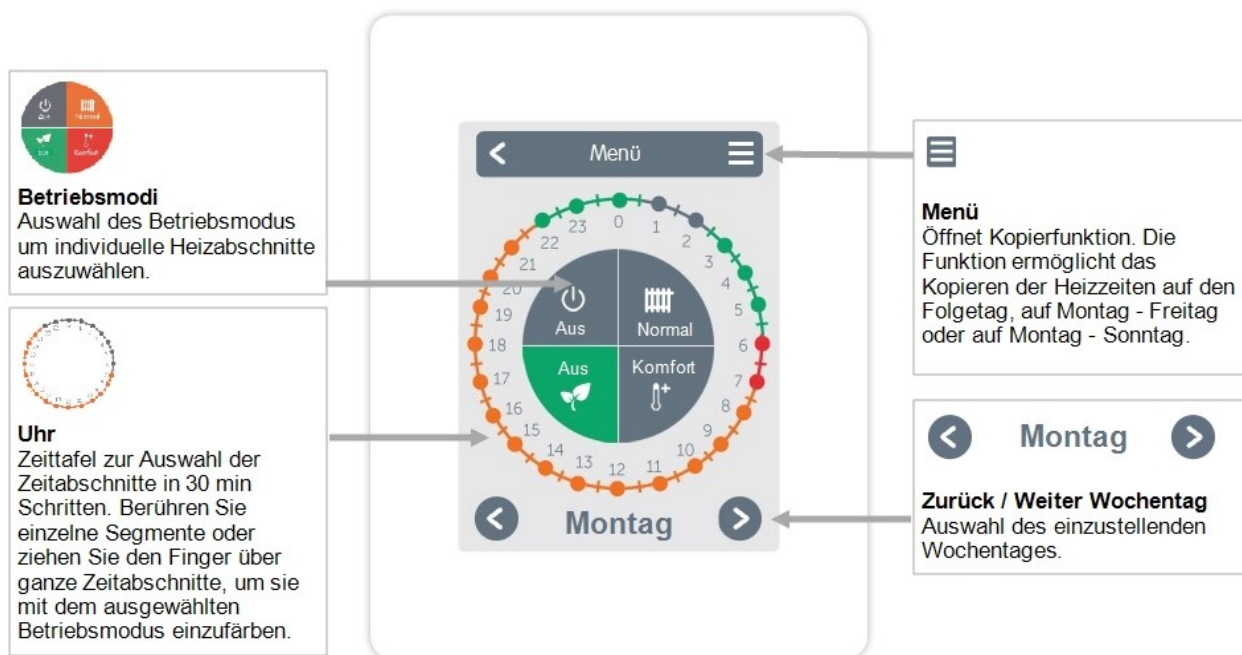 Aus
Normal
Eco
Komfort
Betriebsmodi
Auswahl des Betriebsmodus
um individuelle Heizabschnitte
auszuwählen.
Uhr
Zeittafel zur Auswahl der
Zeitabschnitte in 30 min
Schritten. Berühren Sie
einzelne Segmente oder
ziehen Sie den Finger über
ganze Zeitabschnitte, um sie
mit dem ausgewählten
Betriebsmodus einzufärben.
Menü
0
1
2
3
4
5
6
7
8
9
10
11
12
13
14
15
16
17
18
19
20
21
22
23
Aus
Normal
Aus
Komfort
Montag
Menü
Öffnet Kopierfunktion. Die
Funktion ermöglicht das
Kopieren der Heizzeiten auf den
Folgetag, auf Montag - Freitag
oder auf Montag - Sonntag.
Montag
Zurück / Weiter Wochentag
Auswahl des einzustellenden
Wochentages.